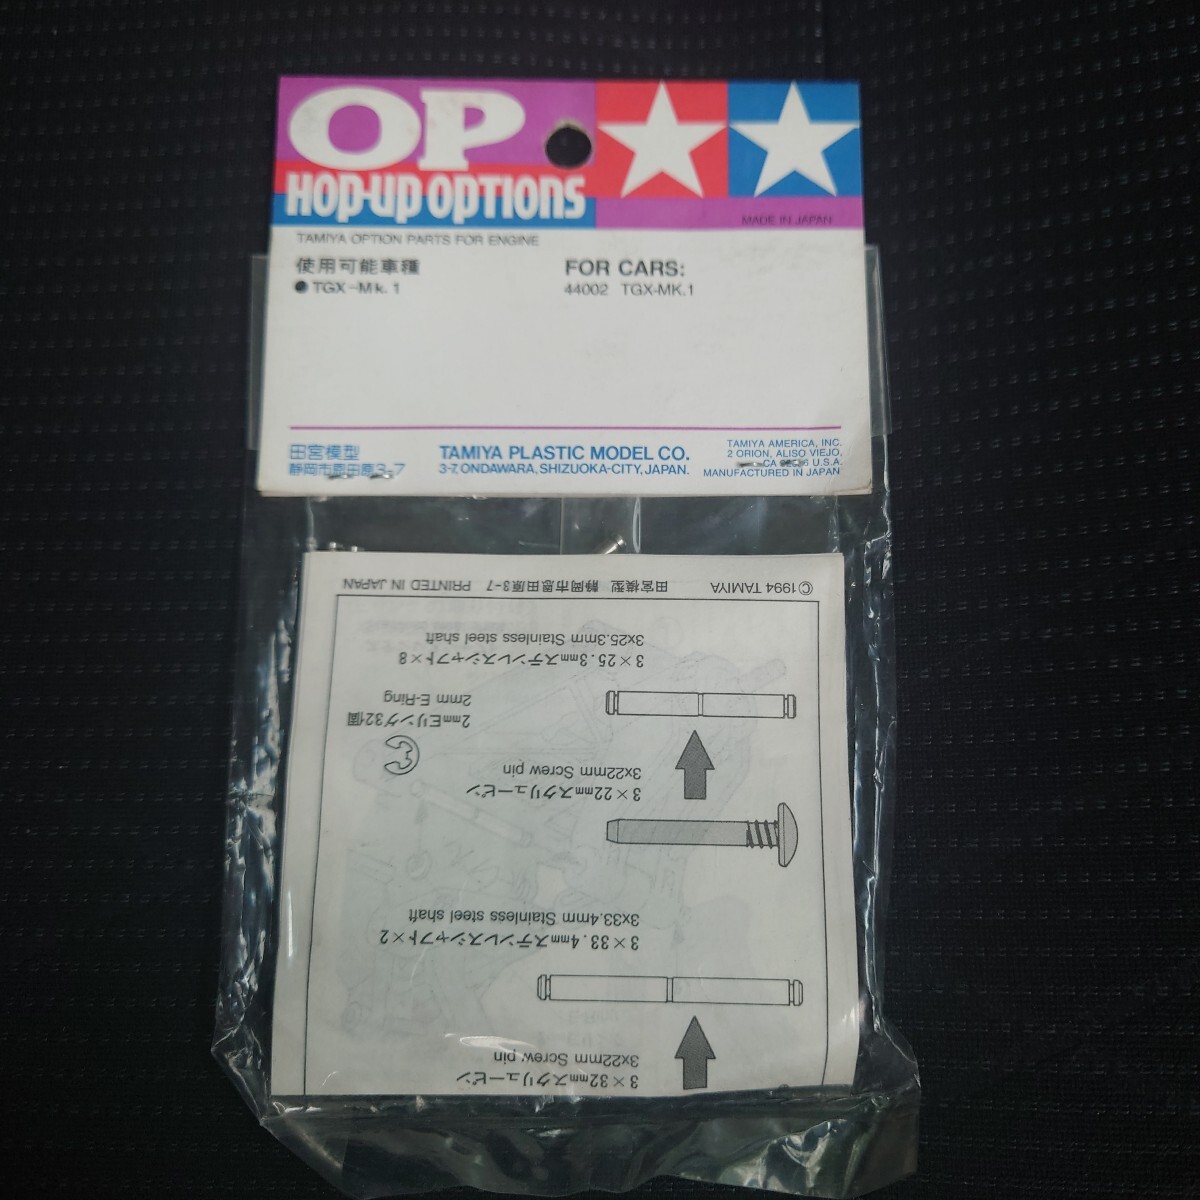 OP
HOP-UP OPTIONS
MADE IN JAPAN
TAMIYA OPTION PARTS FOR ENGINE
使用可能車種
●TGX-Mk.1
FOR CARS:
44002 TGX-MK.1
田宮模型
静岡市恩田原3-7
TAMIYA PLASTIC MODEL CO.
3-7, ONDAWARA, SHIZUOKA-CITY, JAPAN.
TAMIYA AMERICA, INC.
2 ORION, ALISO VIEJO,
CA U.S.A.
MANUFACTURED IN JAPAN
3×32mmスクリューピン
3x22mm Screw pin
3×33.4mmステンレスシャフト×2
3x33.4mm Stainless steel shaft
3×22mmスクリューピン
3x22mm Screw pin
2mmEリング32個
2mm E-Ring
3×25.3mmステンレスシャフト×8
3x25.3mm Stainless steel shaft
©1994 TAMIYA 田宮模型 静岡市恩田原3-7 PRINTED IN JAPAN